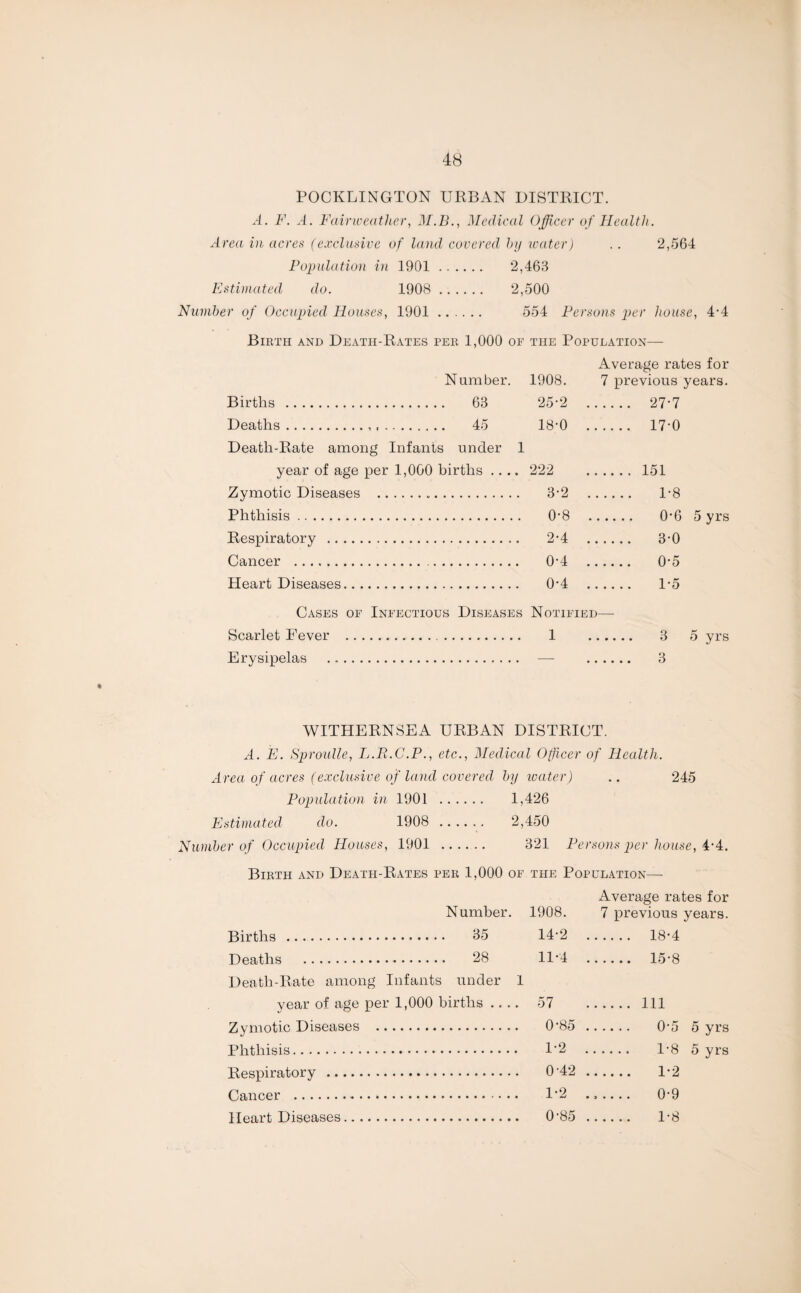 48
POCKLINGTON URBAN DISTRICT.
A. F. A. Fairweather, M.B., Medical Officer of Health.
Area in acres (exclusive of land covered by water) .. 2,564
Population in 1901 ...... 2,463
Estimated do. 1908 ...... 2,500
Number of Occupied Houses, 1901 ...... 554 Persons per house, 4·4
Birth and Death-Rates per 1,000 of the Population—
Average rates for
Number. 1908. 7 previous years.
Births ...................... 63 25·2 ...... 27·7
Deaths...................... 45 18·0 ...... 17·0
Death-Rate among Infants under 1
year of age per 1,000 births .... 222 ...... 151
Zymotic Diseases ................... 3·2 ...... 1·8
Phthisis............................ 0·8 ...... 0·6 5 yrs
Respiratory ........................ 2·4 ...... 3·0
Cancer ............................ 0·4 ...... 0·5
Heart Diseases...................... 0·4 ...... 1·5
Cases of Infectious Diseases Notified—
Scarlet Fever ...................... 1 ...... 3 5 yrs
Erysipelas ........................ — ...... 3
WITHERNSEA URBAN DISTRICT.
A. E. Sproulle, L.R.C.P., etc., Medical Officer of Health.
Area of acres (exclusive of land covered by water) .. 245
Population in 1901 ...... 1,426
Estimated do. 1908 ...... 2,450
Number of Occupied Houses, 1901 ...... 321 Persons per house, 4·4.
Birth and Death-Rates per 1,000 of the Population—
Average rates for
Number. 1908. 7 previous years.
Births ...................... 35 14·2 ...... 18·4
Deaths ...................... 28 11·4 ...... 15·8
Death-Rate among Infants under 1
year of age per 1,000 births .... 57 ...... 111
Zymotic Diseases ................... 0·85 ...... 0·5 5 yrs
Phthisis............................ 1·2 ...... 1·8 5 yrs
Respiratory ........................ 0·42 ...... 1·2
Cancer ............................ 1·2 ...... 0·9
Heart Diseases...................... 0·85 ...... 1·8